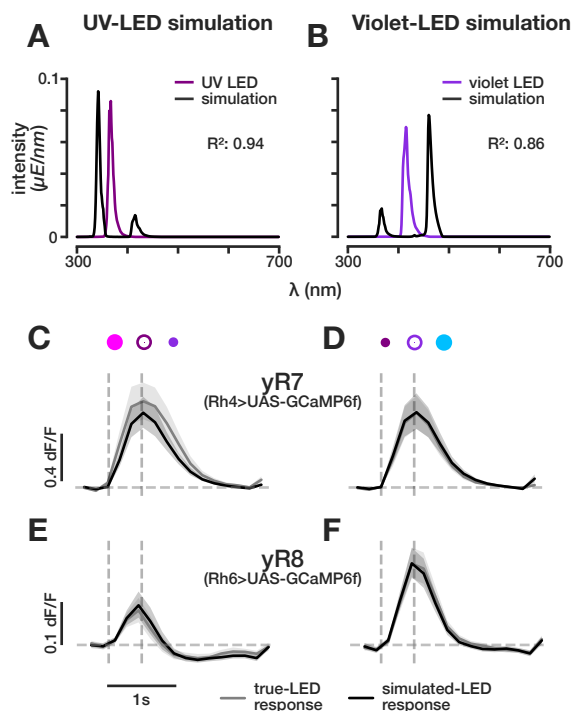 UV-LED simulation
Violet-LED simulation
A
B
UV LED
simulation
R²: 0.94
violet LED
simulation
R²: 0.86
0.1
0
intensity
(µE/nm)
300
700
300
700
λ (nm)
C
D
yR7
(Rh4>UAS-GCaMP6f)
0.4 dF/F
E
F
yR8
(Rh6>UAS-GCaMP6f)
0.1 dF/F
1s
true-LED
response
simulated-LED
response